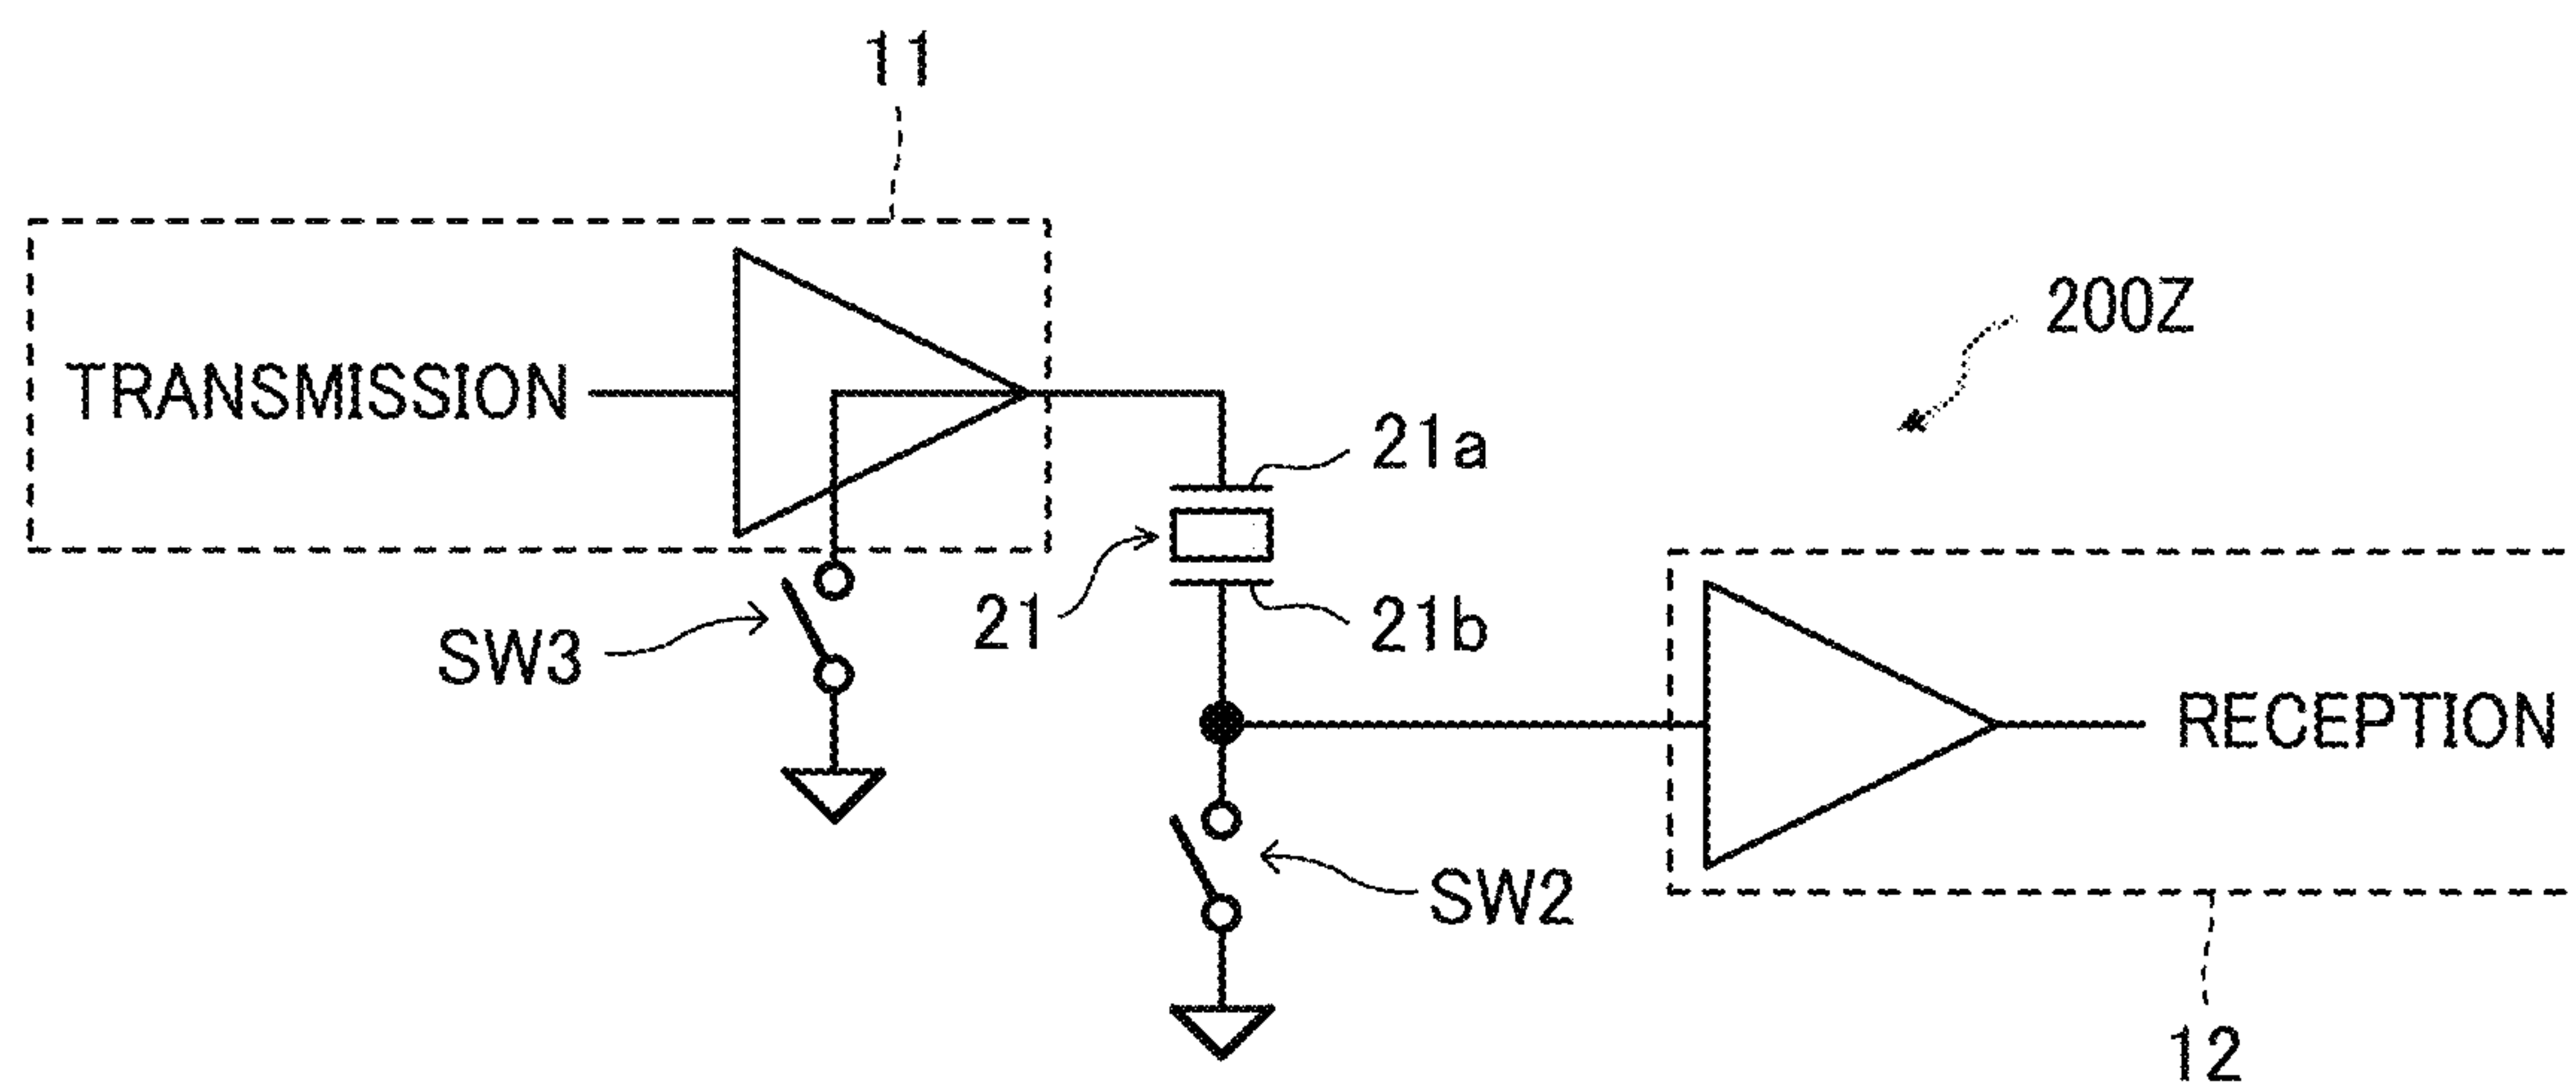 11
200Z
TRANSMISSION
21a
21
21b
SW3
RECEPTION
SW2
12